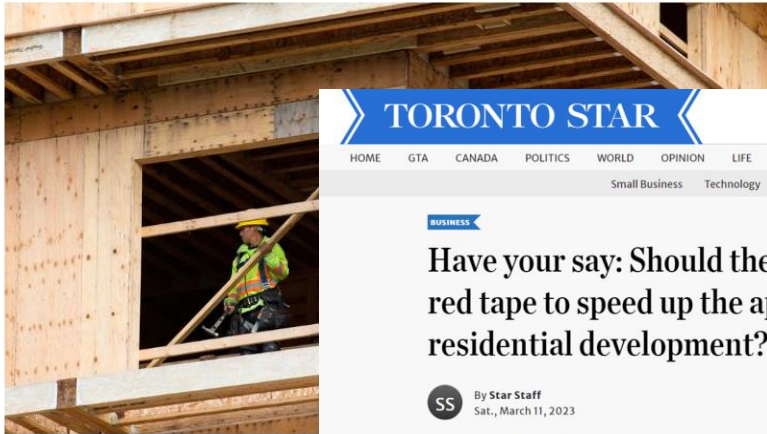 TORONTO STAR
HOME GTA CANADA POLITICS WORLD OPINION LIFE
Small Business Technology
BUSINESS
Have your say: Should the
red tape to speed up the a
residential development?
SS
By Star Staff
Sat., March 11, 2023